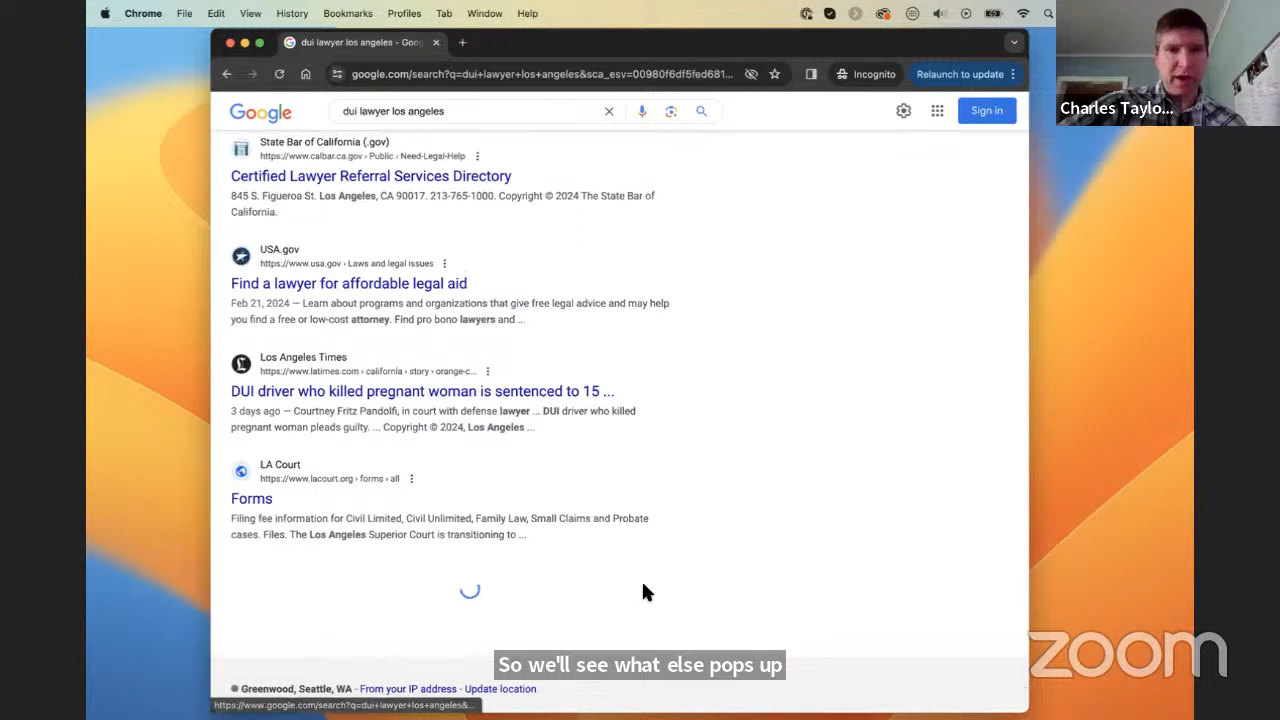 Chrome File Edit View History Bookmarks Profiles Tab Window Help
dui lawyer los angeles - Goog
google.com/search?q=dui+lawyer+los+angeles&sca_esv=00980f6df5fed681...
Incognito
Relaunch to update
Google
dui lawyer los angeles
Sign in
Charles Taylo...
State Bar of California (.gov)
https://www.calbar.ca.gov › Public › Need-Legal-Help
Certified Lawyer Referral Services Directory
845 S. Figueroa St. Los Angeles, CA 90017. 213-765-1000. Copyright © 2024 The State Bar of
California.
USA.gov
https://www.usa.gov › Laws and legal issues
Find a lawyer for affordable legal aid
Feb 21, 2024 — Learn about programs and organizations that give free legal advice and may help
you find a free or low-cost attorney. Find pro bono lawyers and ...
Los Angeles Times
https://www.latimes.com › california › story › orange-c...
DUI driver who killed pregnant woman is sentenced to 15 ...
3 days ago — Courtney Fritz Pandolfi, in court with defense lawyer ... DUI driver who killed
pregnant woman pleads guilty. ... Copyright © 2024, Los Angeles ...
LA Court
https://www.lacourt.org › forms › all
Forms
Filing fee information for Civil Limited, Civil Unlimited, Family Law, Small Claims and Probate
cases. Files. The Los Angeles Superior Court is transitioning to ...
So we'll see what else pops up
zoom
Greenwood, Seattle, WA - From your IP address - Update location
https://www.google.com/search?q=dui+lawyer+los+angeles&...